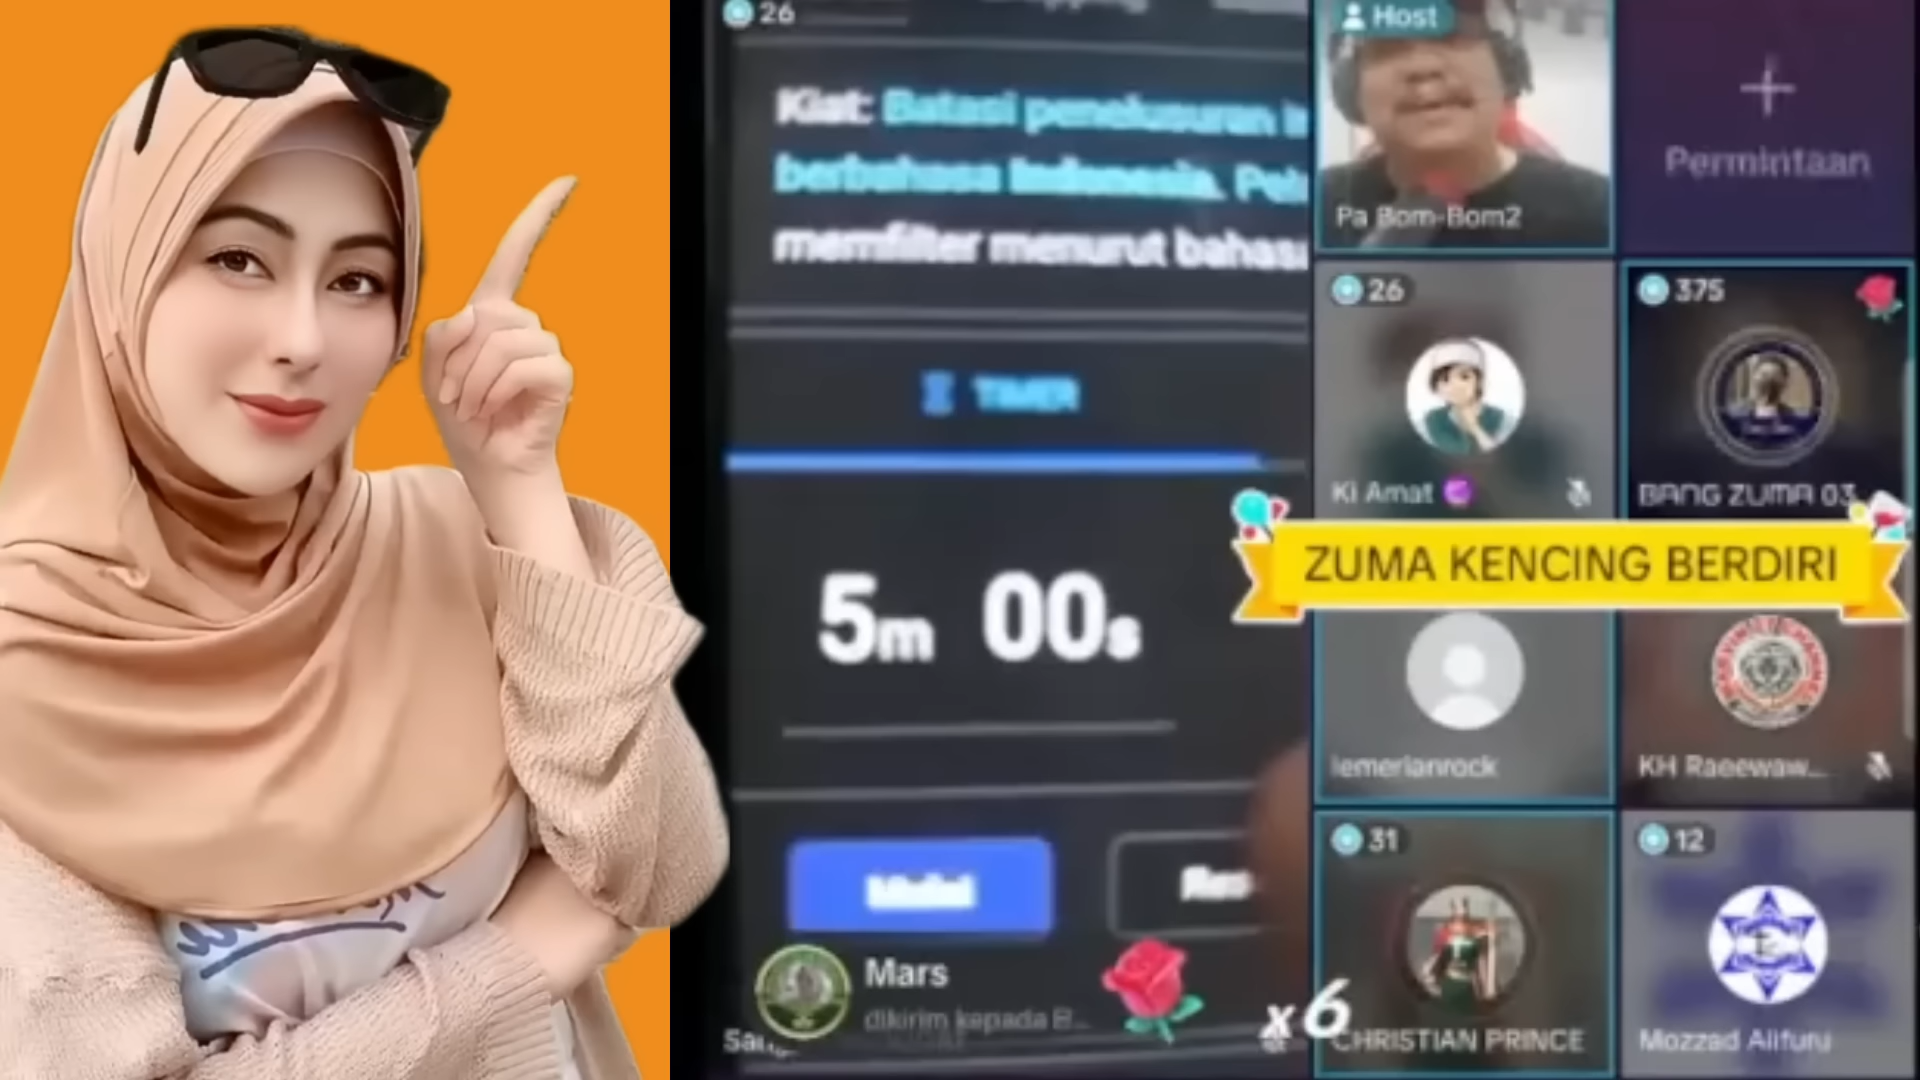 26
Kiat: Batasi penelusuran
berbahasa Indonesia.
memfilter menurut bahasa
TIMER
5m 00s
Mulai
Mars
dikirim kepada B...
x6
Host
Pa Bom-Bom2
Permintaan
26
Ki Amat
375
BANG ZUMA 03
ZUMA KENCING BERDIRI
lemerianrock
KH Raeewaw...
31
CHRISTIAN PRINCE
12
Mozzad Alifuru